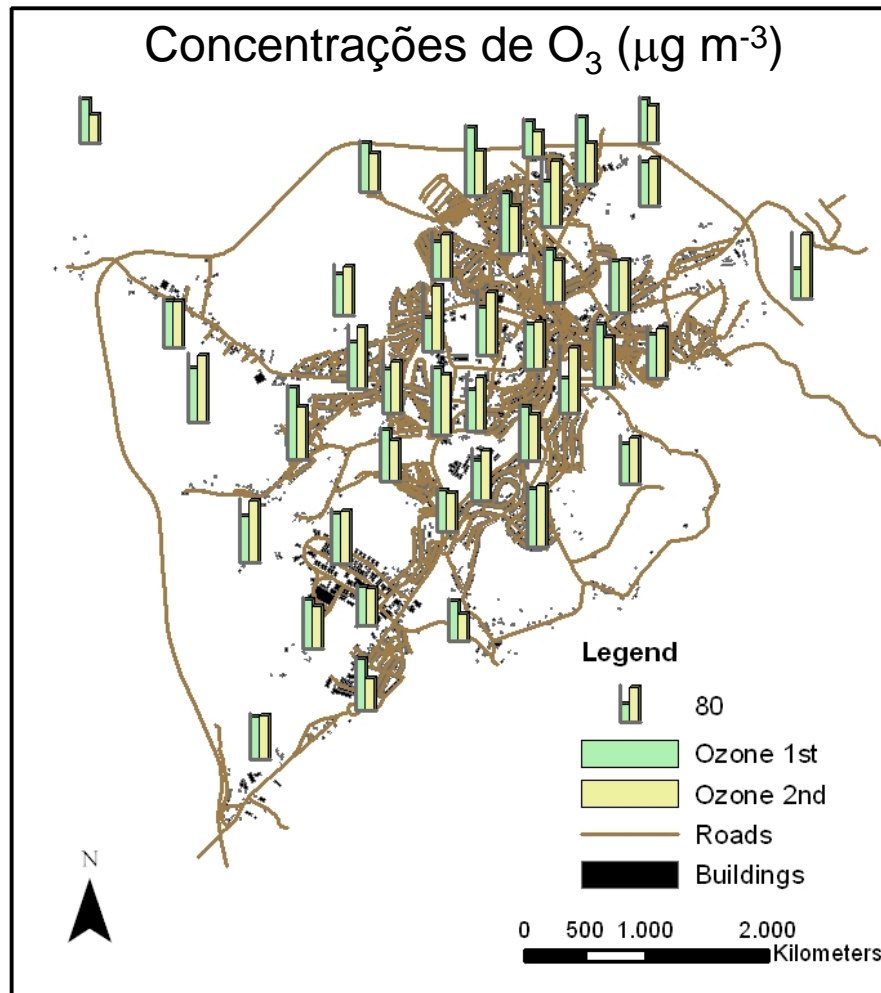 Concentrações de O₃ (μg m⁻³)
Legend
80
Ozone 1st
Ozone 2nd
Roads
Buildings
N
0 500 1.000 2.000
Kilometers